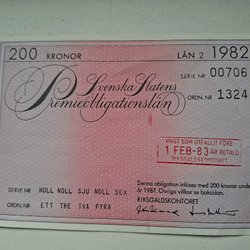 200 KRONOR LÅN 2 1982
SERIE NR 00706
Svenska Statens
Premieobligationslån
ORDN.NR 1324
VINST SOM UTFALLIT FÖRE
1 FEB-83 ÄR BETALD
RIKSGÄLDSKONTORET
SERIE NR NOLL NOLL SJU NOLL SEX
ORDN.NR ETT TRE TVÅ FYRA
Denna obligation inlöses med 200 kronor under
år 1987. Övriga villkor se baksidan.
RIKSGÄLDSKONTORET